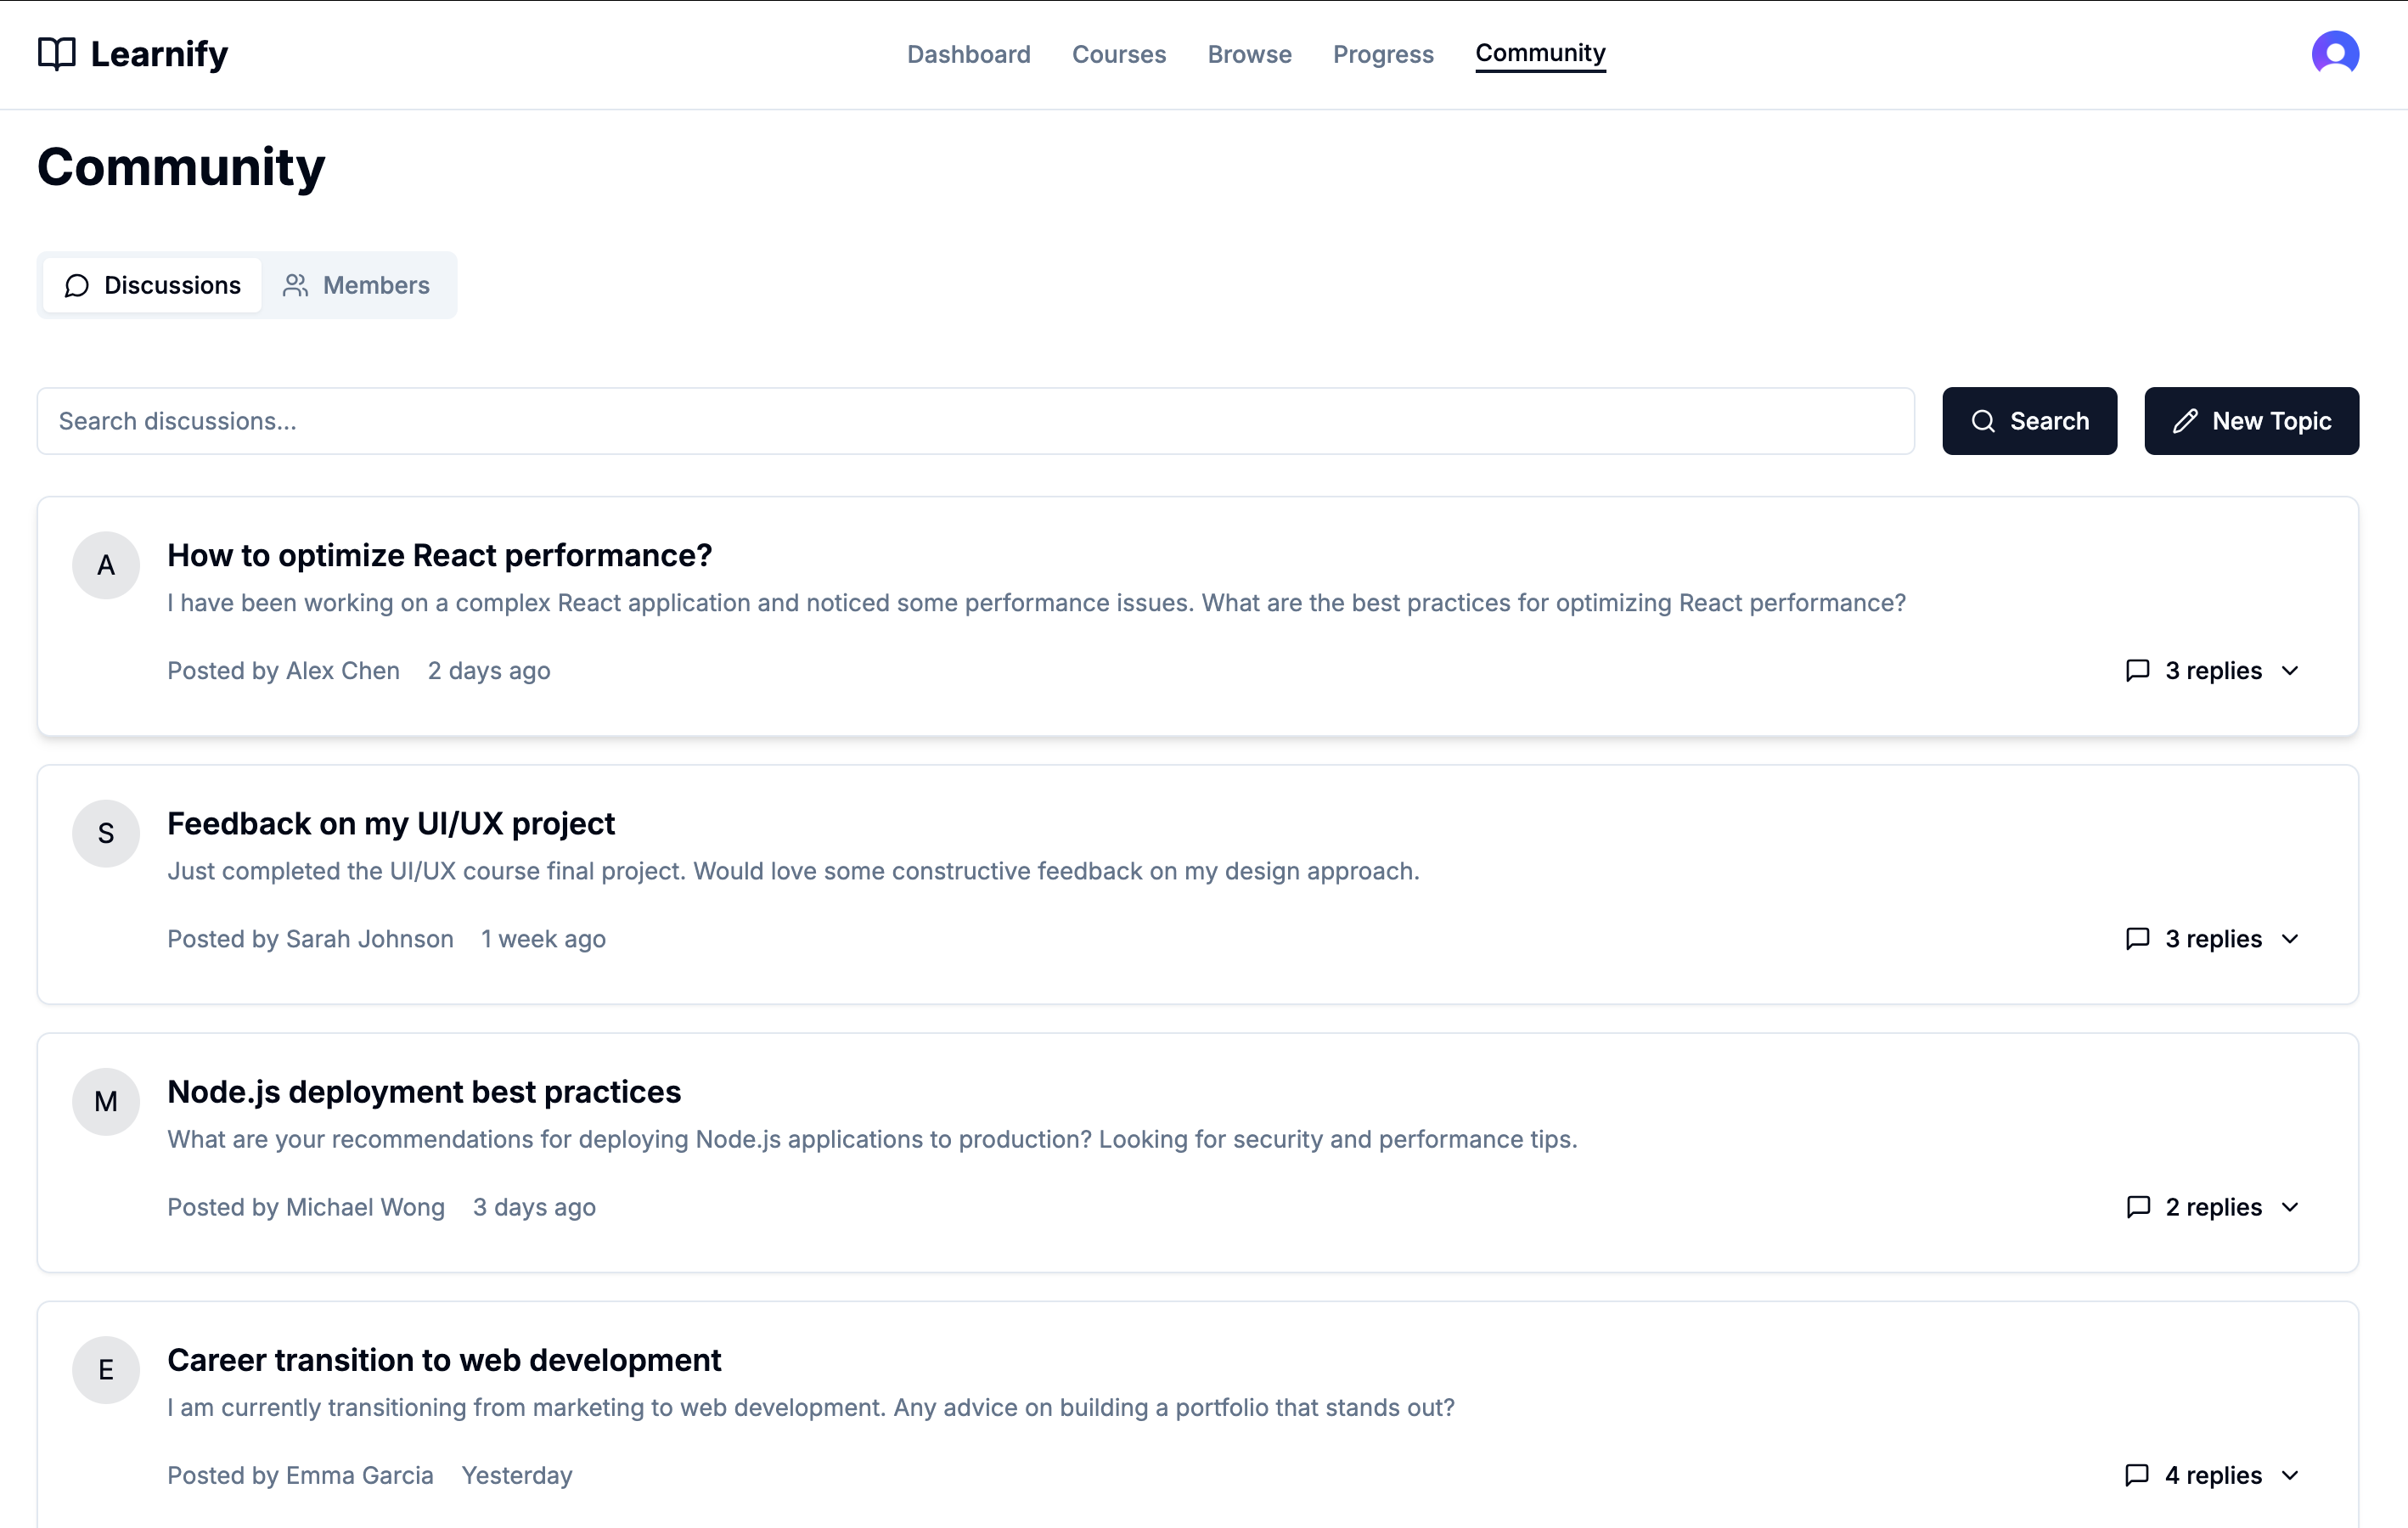 Learnify
Dashboard Courses Browse Progress Community
Community
Discussions Members
Search discussions...
Search
New Topic
A
How to optimize React performance?
I have been working on a complex React application and noticed some performance issues. What are the best practices for optimizing React performance?
Posted by Alex Chen 2 days ago
3 replies
S
Feedback on my UI/UX project
Just completed the UI/UX course final project. Would love some constructive feedback on my design approach.
Posted by Sarah Johnson 1 week ago
3 replies
M
Node.js deployment best practices
What are your recommendations for deploying Node.js applications to production? Looking for security and performance tips.
Posted by Michael Wong 3 days ago
2 replies
E
Career transition to web development
I am currently transitioning from marketing to web development. Any advice on building a portfolio that stands out?
Posted by Emma Garcia Yesterday
4 replies